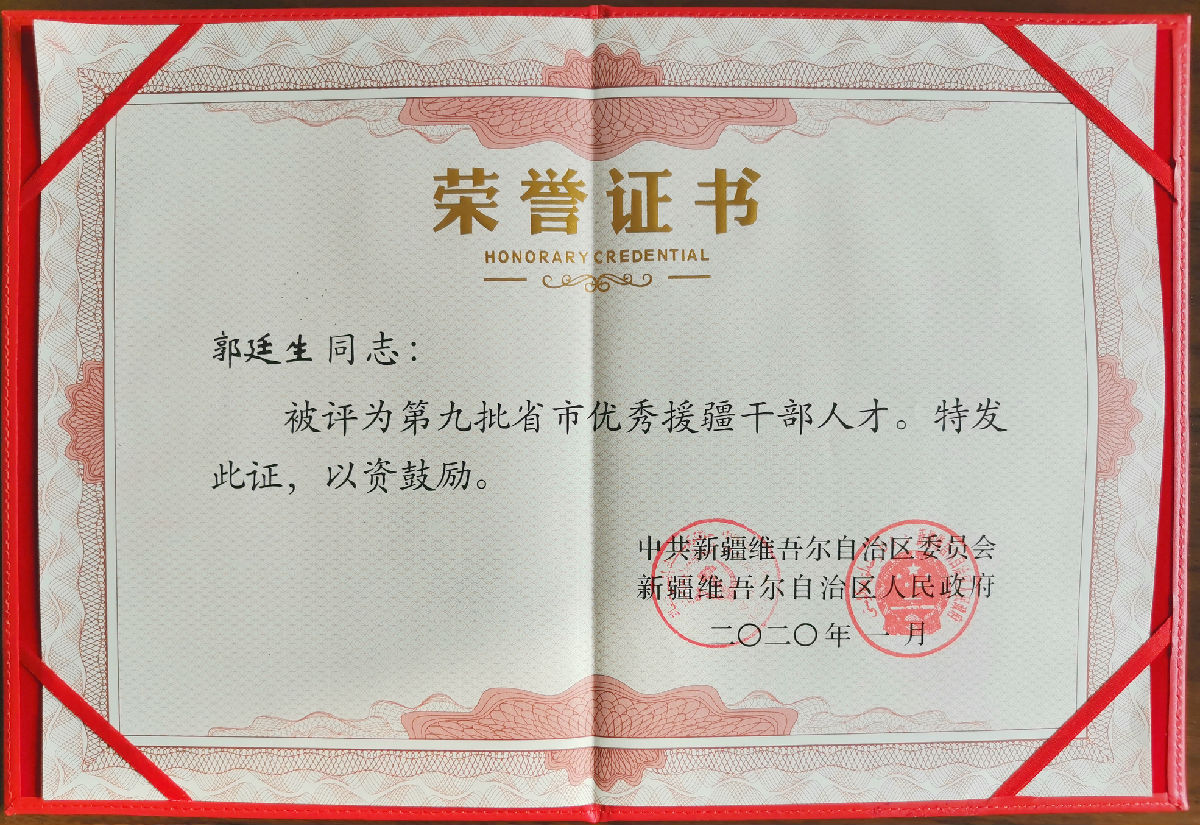 荣誉证书
HONORARY CREDENTIAL
郭廷生同志：
被评为第九批省市优秀援疆干部人才。特发
此证，以资鼓励。
中共新疆维吾尔自治区委员会
新疆维吾尔自治区人民政府
二〇二〇年一月